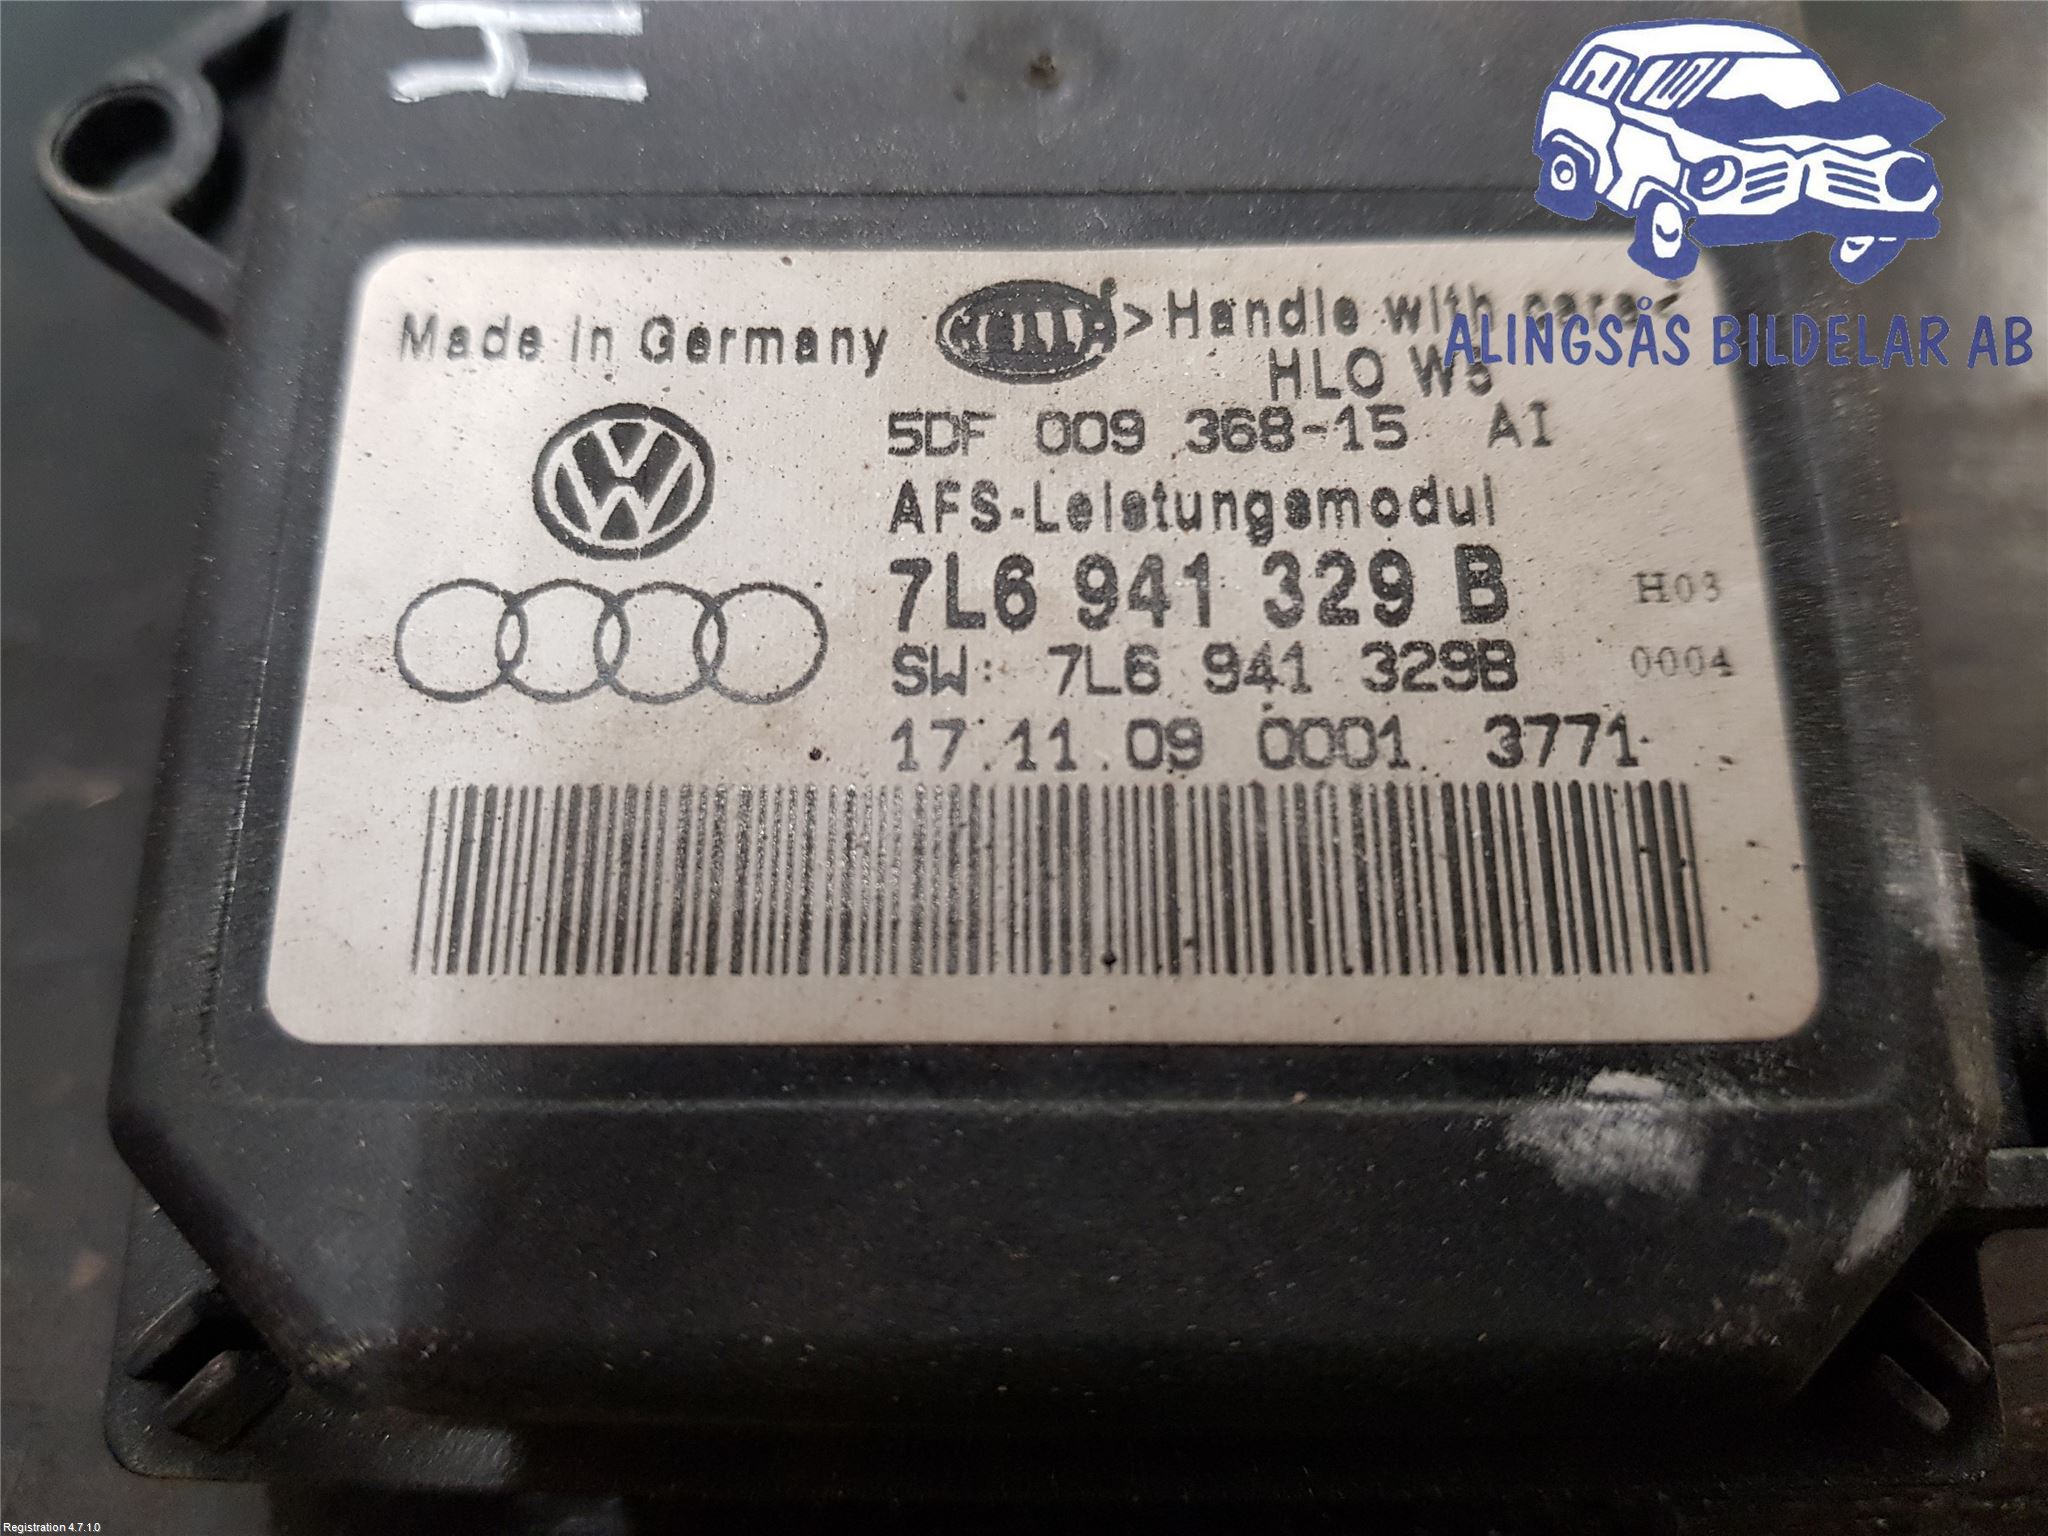 H
Made in Germany HELLA® >Handle with care<
ALINGSÅS BILDELAR AB
HLO W5
5DF 009 368-15 AI
AFS-Leistungsmodul
7L6 941 329 B H03
SW: 7L6 941 329B 0004
17.11.09 0001 3771
Registration 4.7.1.0